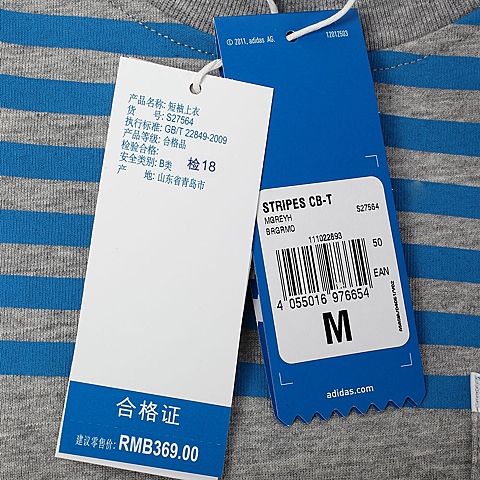 © 2011, adidas AG.
12012503
产品名称: 短袖上衣
货 号: S27564
执行标准: GB/T 22849-2009
产品等级: 合格品
检验合格:
安全类别: B类 检18
产 地: 山东省青岛市
合格证
建议零售价: RMB369.00
STRIPES CB-T
MGREYH S27564
BRGRMO
111022693
50
EAN
4 055016 976654
M
adidas.com